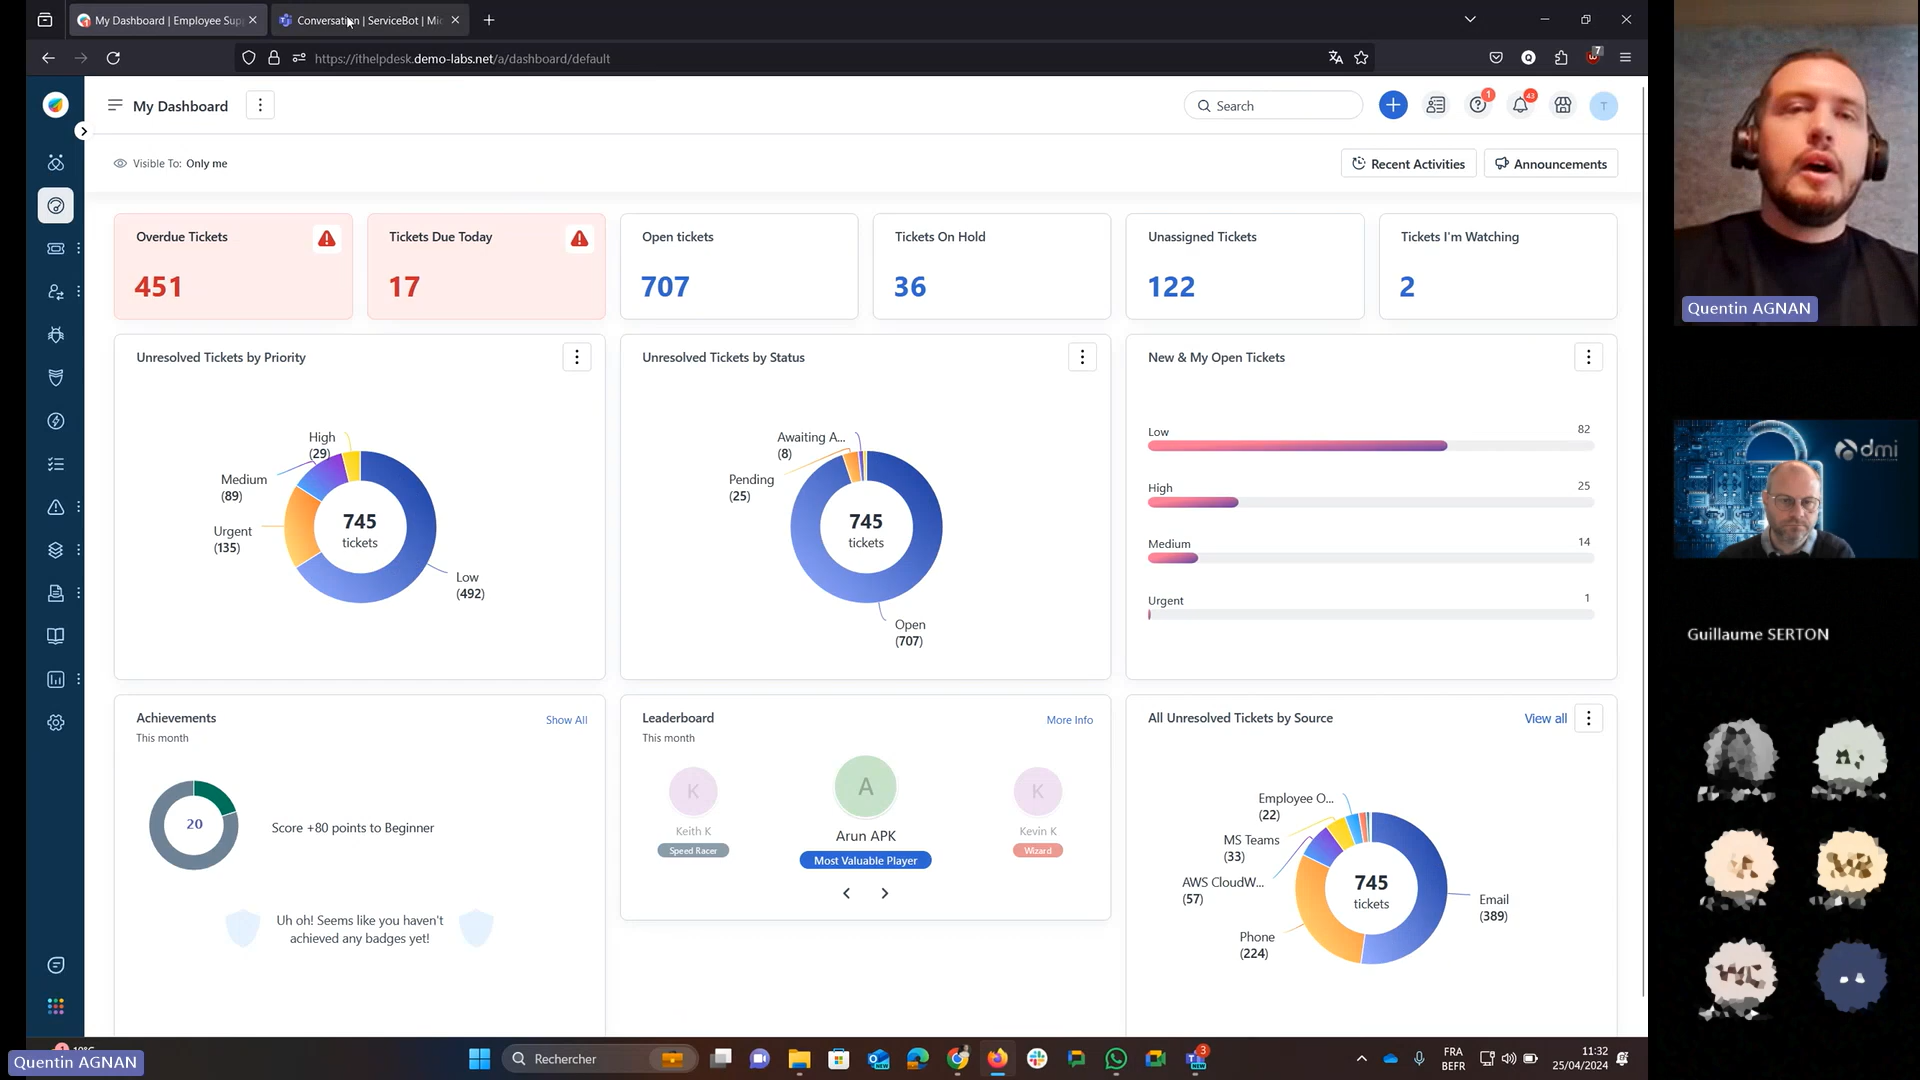 My Dashboard | Employee Sup
Conversation | ServiceBot | Mi
https://ithelpdesk.demo-labs.net/a/dashboard/default
7
My Dashboard
Search
1
43
T
Visible To: Only me
Recent Activities
Announcements
Overdue Tickets
451
Tickets Due Today
17
Open tickets
707
Tickets On Hold
36
Unassigned Tickets
122
Tickets I'm Watching
2
Unresolved Tickets by Priority
High
(29)
Medium
(89)
Urgent
(135)
745
tickets
Low
(492)
Unresolved Tickets by Status
Awaiting A...
(8)
Pending
(25)
745
tickets
Open
(707)
New & My Open Tickets
Low
82
High
25
Medium
14
Urgent
1
Achievements
Show All
This month
20
Score +80 points to Beginner
Uh oh! Seems like you haven't
achieved any badges yet!
Leaderboard
More Info
This month
K
Keith K
Speed Racer
A
Arun APK
Most Valuable Player
K
Kevin K
Wizard
All Unresolved Tickets by Source
View all
Employee O...
(22)
MS Teams
(33)
AWS CloudW...
(57)
Phone
(224)
745
tickets
Email
(389)
Quentin AGNAN
dmi
Guillaume SERTON
Quentin AGNAN
Rechercher
3
FRA
BEFR
11:32
25/04/2024